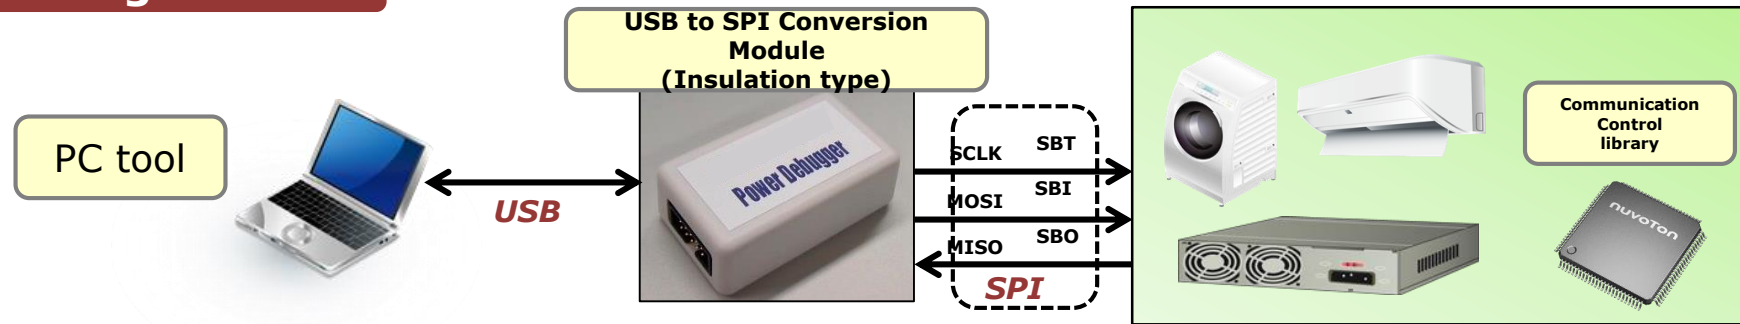 USB to SPI Conversion
Module
(Insulation type)
PC tool
USB
Power Debugger
SCLK SBT
MOSI SBI
MISO SBO
SPI
Communication
Control
library
nuvoTon